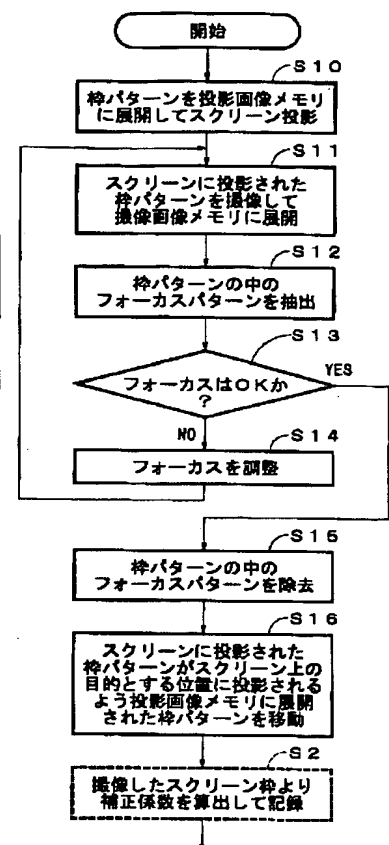 開始
S10
枠パターンを投影画像メモリ
に展開してスクリーン投影
S11
スクリーンに投影された
枠パターンを撮像して
撮像画像メモリに展開
S12
枠パターンの中の
フォーカスパターンを抽出
S13
フォーカスはOKか
?
YES
NO
S14
フォーカスを調整
S15
枠パターンの中の
フォーカスパターンを除去
S16
スクリーンに投影された
枠パターンがスクリーン上の
目的とする位置に投影される
よう投影画像メモリに展開
された枠パターンを移動
S2
撮像したスクリーン枠より
補正係数を算出して記録